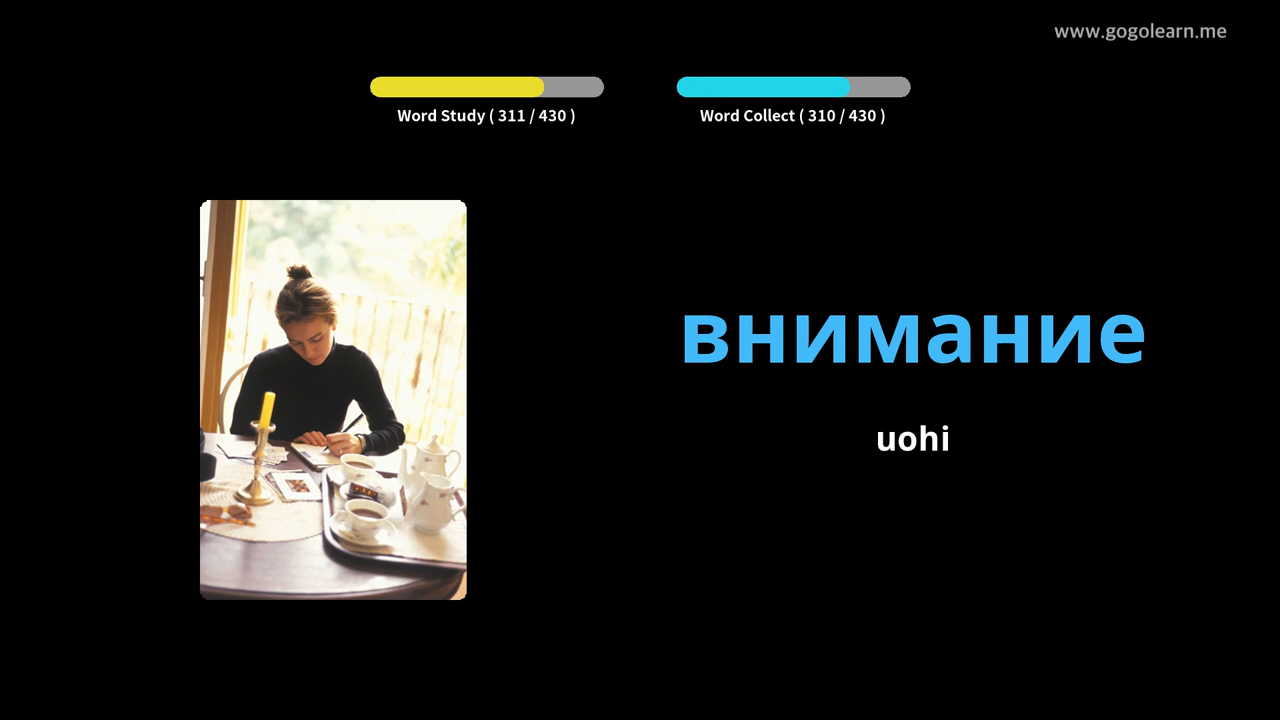 www.gogolearn.me
Word Study ( 311 / 430 )
Word Collect ( 310 / 430 )
внимание
uohi